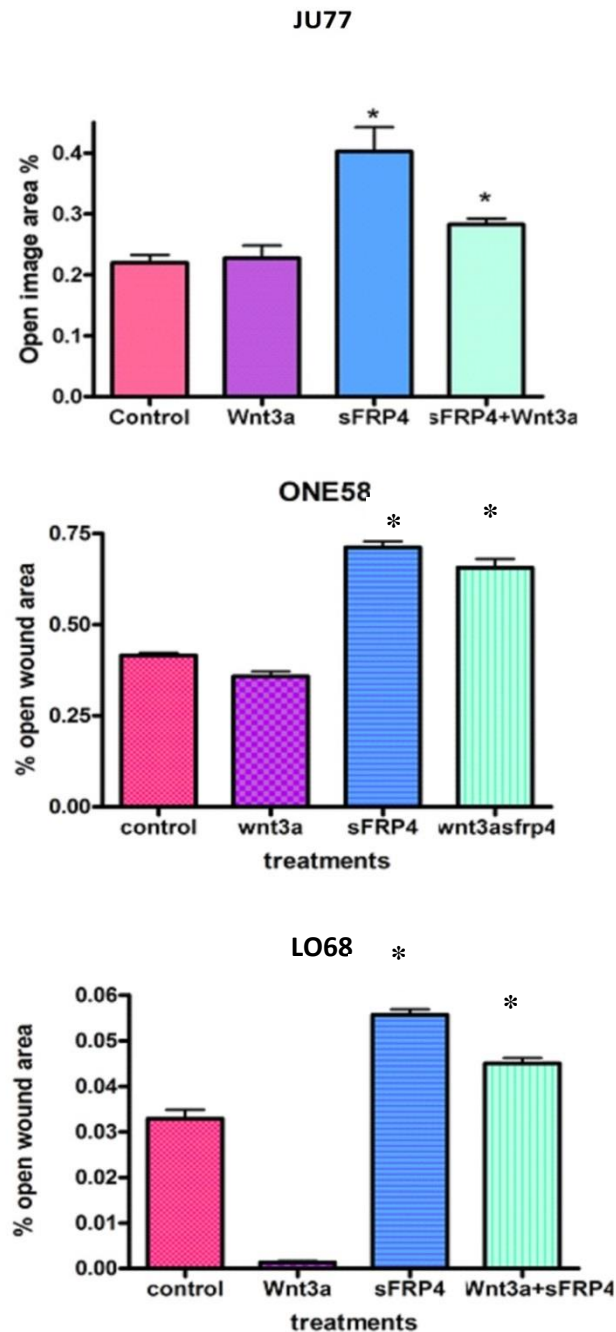 JU77
Open image area %
0.4
0.3
0.2
0.1
0.0
*
*
Control Wnt3a sFRP4 sFRP4+Wnt3a
ONE58
% open wound area
0.75
0.50
0.25
0.00
*
*
control wnt3a sFRP4 wnt3asfrp4
treatments
LO68
% open wound area
0.06
0.05
0.04
0.03
0.02
0.01
0.00
*
*
control Wnt3a sFRP4 Wnt3a+sFRP4
treatments